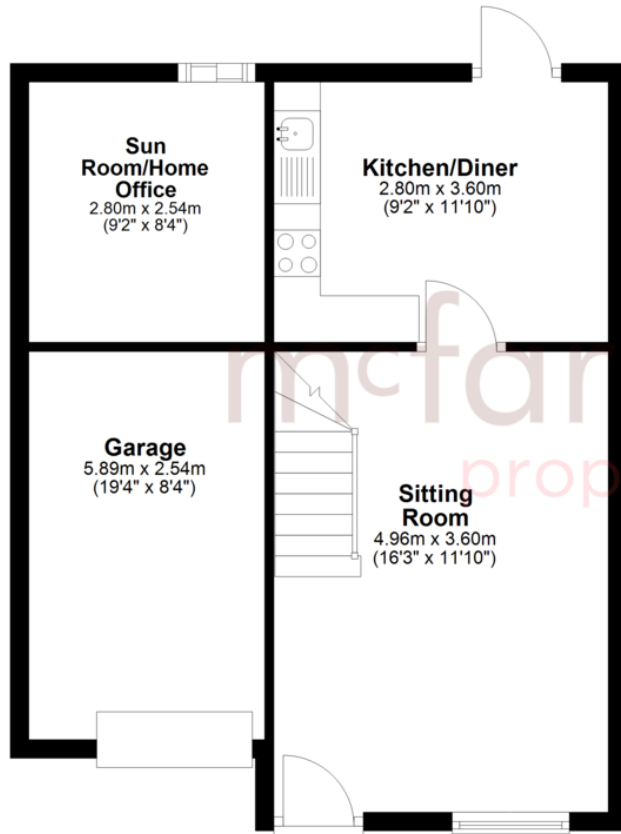 Sun
Room/Home
Office
2.80m x 2.54m
(9'2" x 8'4")
Kitchen/Diner
2.80m x 3.60m
(9'2" x 11'10")
Garage
5.89m x 2.54m
(19'4" x 8'4")
Sitting
Room
4.96m x 3.60m
(16'3" x 11'10")
mcfar
prop